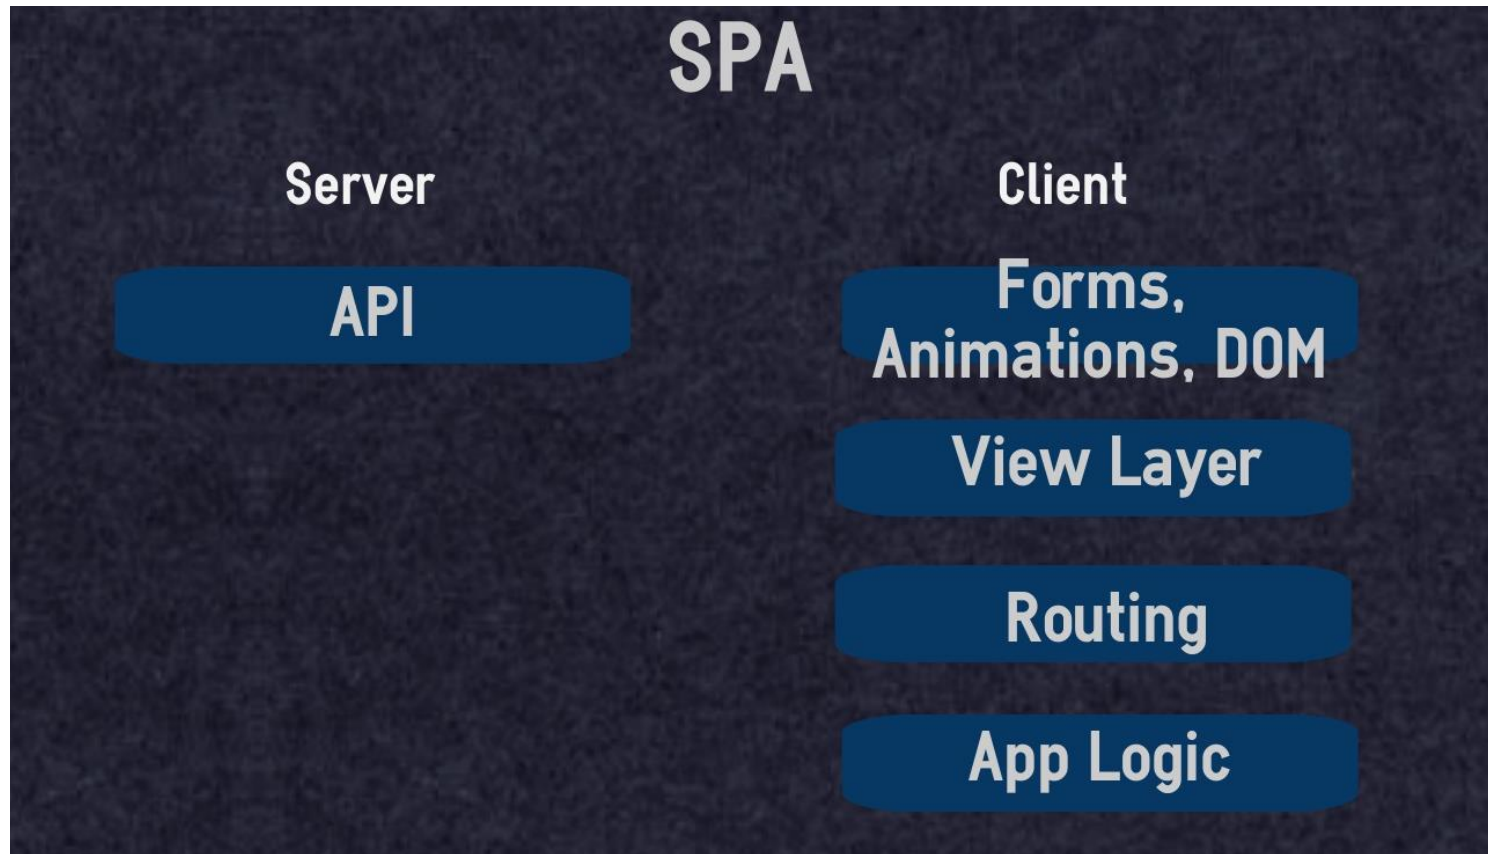 SPA
Server
Client
API
Forms,
Animations, DOM
View Layer
Routing
App Logic